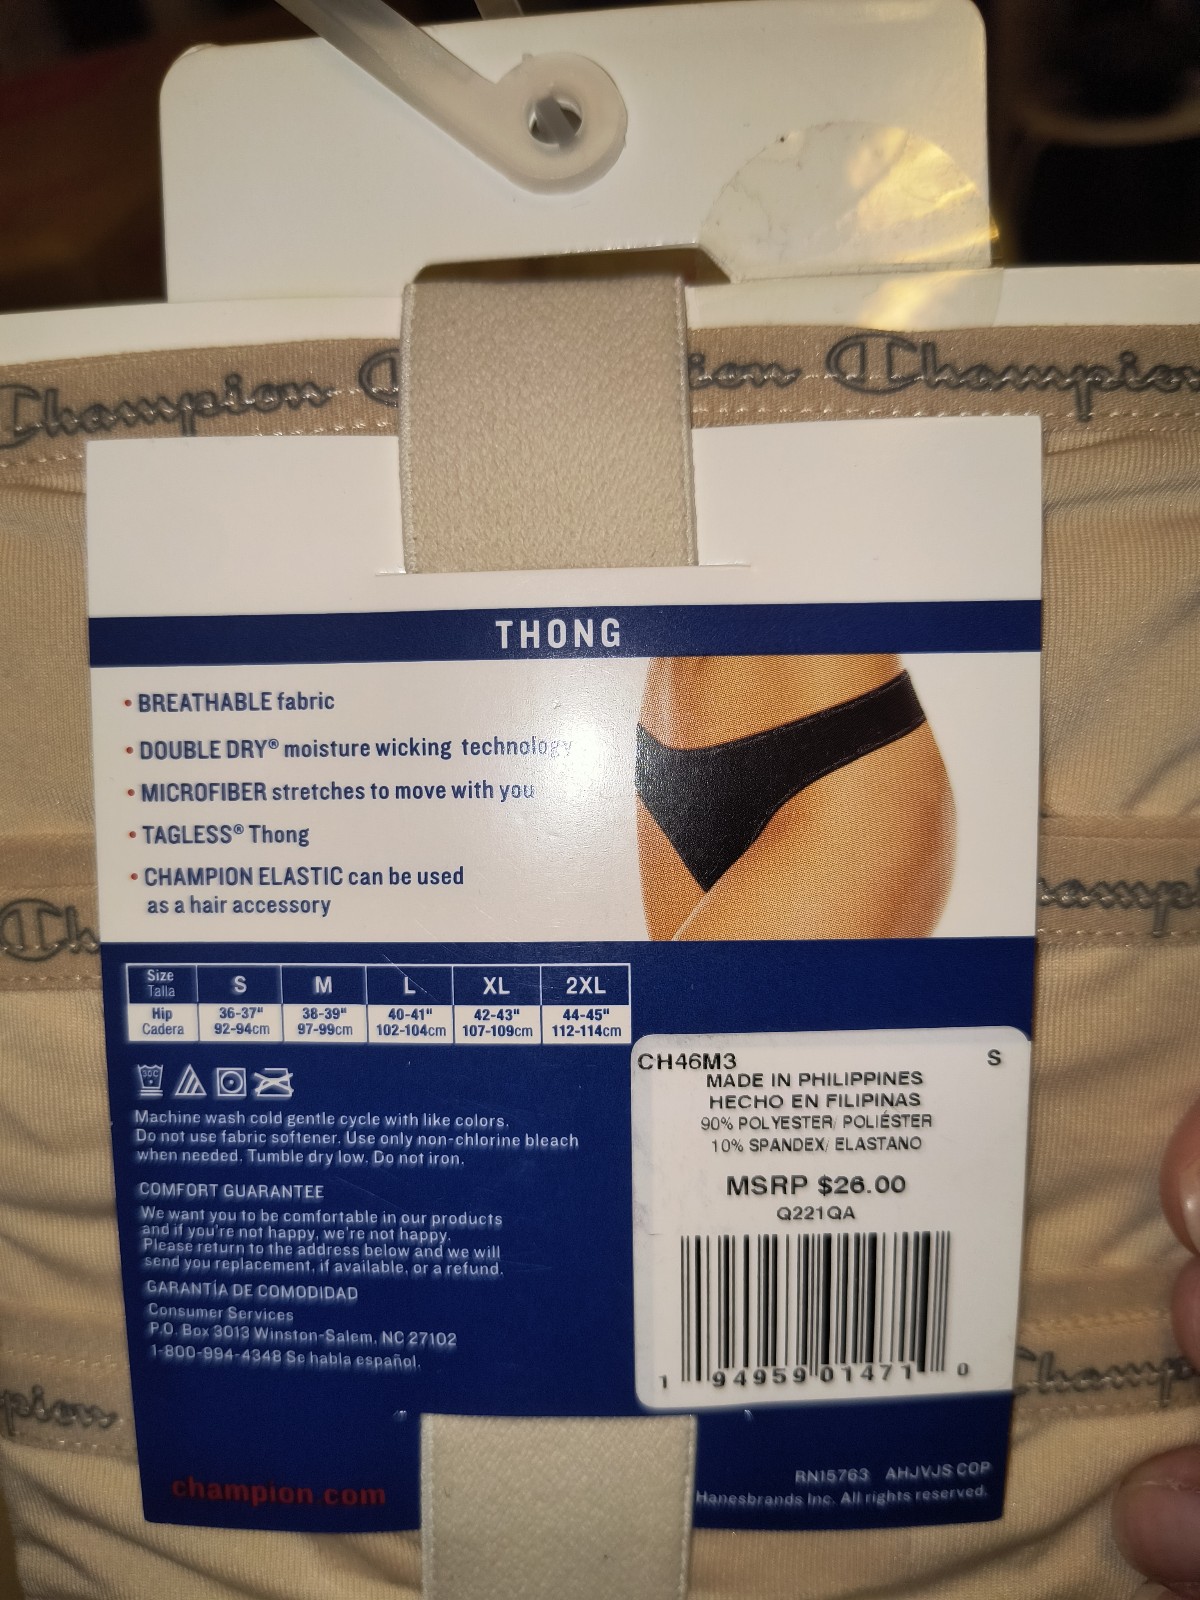 Champion C ion Champion
THONG
• BREATHABLE fabric
• DOUBLE DRY® moisture wicking technology
• MICROFIBER stretches to move with you
• TAGLESS® Thong
• CHAMPION ELASTIC can be used
as a hair accessory
Size S M L XL 2XL
Talla
Hip 36-37" 38-39" 40-41" 42-43" 44-45"
Cadera 92-94cm 97-99cm 102-104cm 107-109cm 112-114cm
30C
Machine wash cold gentle cycle with like colors.
Do not use fabric softener. Use only non-chlorine bleach
when needed. Tumble dry low. Do not iron.
COMFORT GUARANTEE
We want you to be comfortable in our products
and if you're not happy, we're not happy.
Please return to the address below and we will
send you replacement, if available, or a refund.
GARANTÍA DE COMODIDAD
Consumer Services
P.O. Box 3013 Winston-Salem, NC 27102
1-800-994-4348 Se habla español.
champion.com
CH46M3 S
MADE IN PHILIPPINES
HECHO EN FILIPINAS
90% POLYESTER/ POLIÉSTER
10% SPANDEX/ ELASTANO
MSRP $26.00
Q221QA
1 94959 01471 0
RN15763 AHJVJS COP
Hanesbrands Inc. All rights reserved.
Ch
hampi
pion
Champ